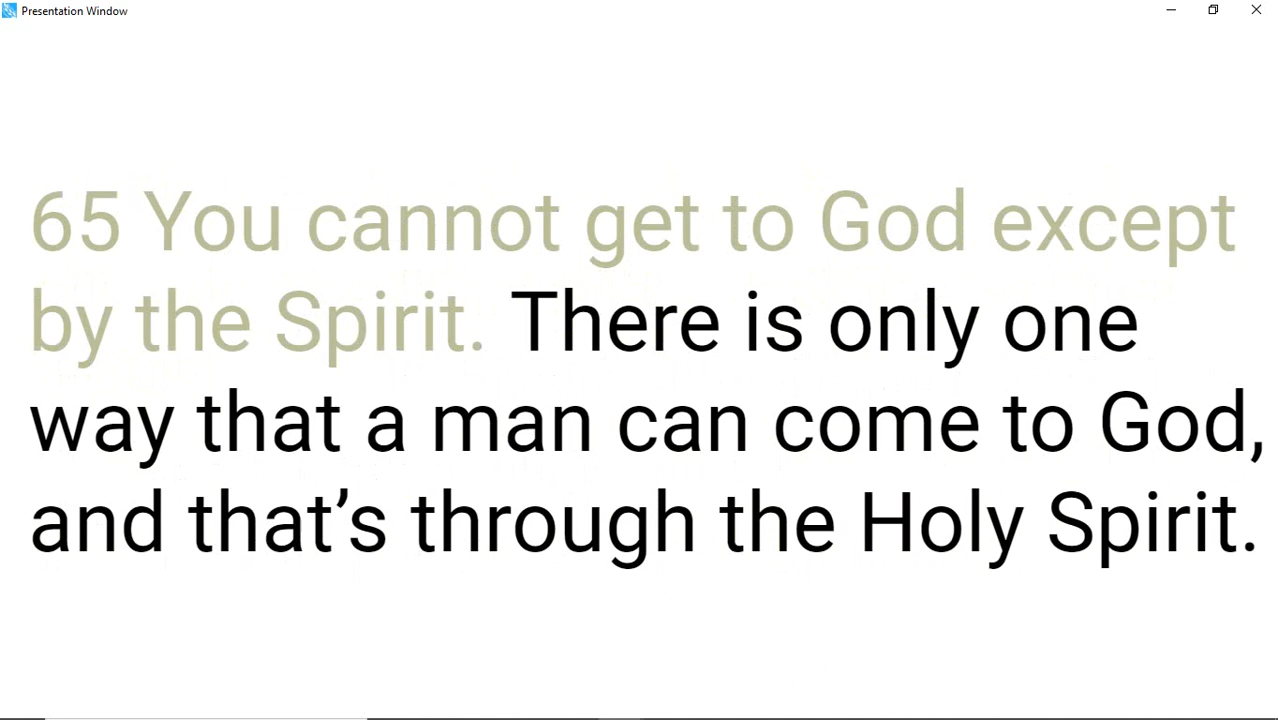 Presentation Window
65 You cannot get to God except
by the Spirit. There is only one
way that a man can come to God,
and that’s through the Holy Spirit.